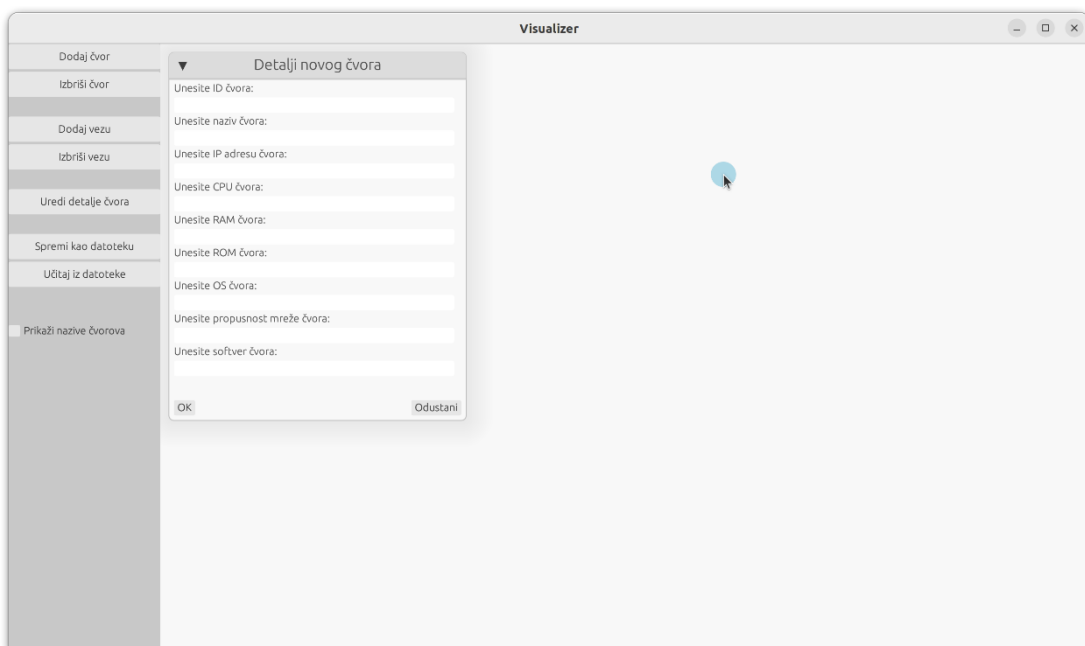 Visualizer
Dodaj čvor
Izbriši čvor
Dodaj vezu
Izbriši vezu
Uredi detalje čvora
Spremi kao datoteku
Učitaj iz datoteke
Prikaži nazive čvorova
Detalji novog čvora
Unesite ID čvora:
Unesite naziv čvora:
Unesite IP adresu čvora:
Unesite CPU čvora:
Unesite RAM čvora:
Unesite ROM čvora:
Unesite OS čvora:
Unesite propusnost mreže čvora:
Unesite softver čvora:
OK
Odustani